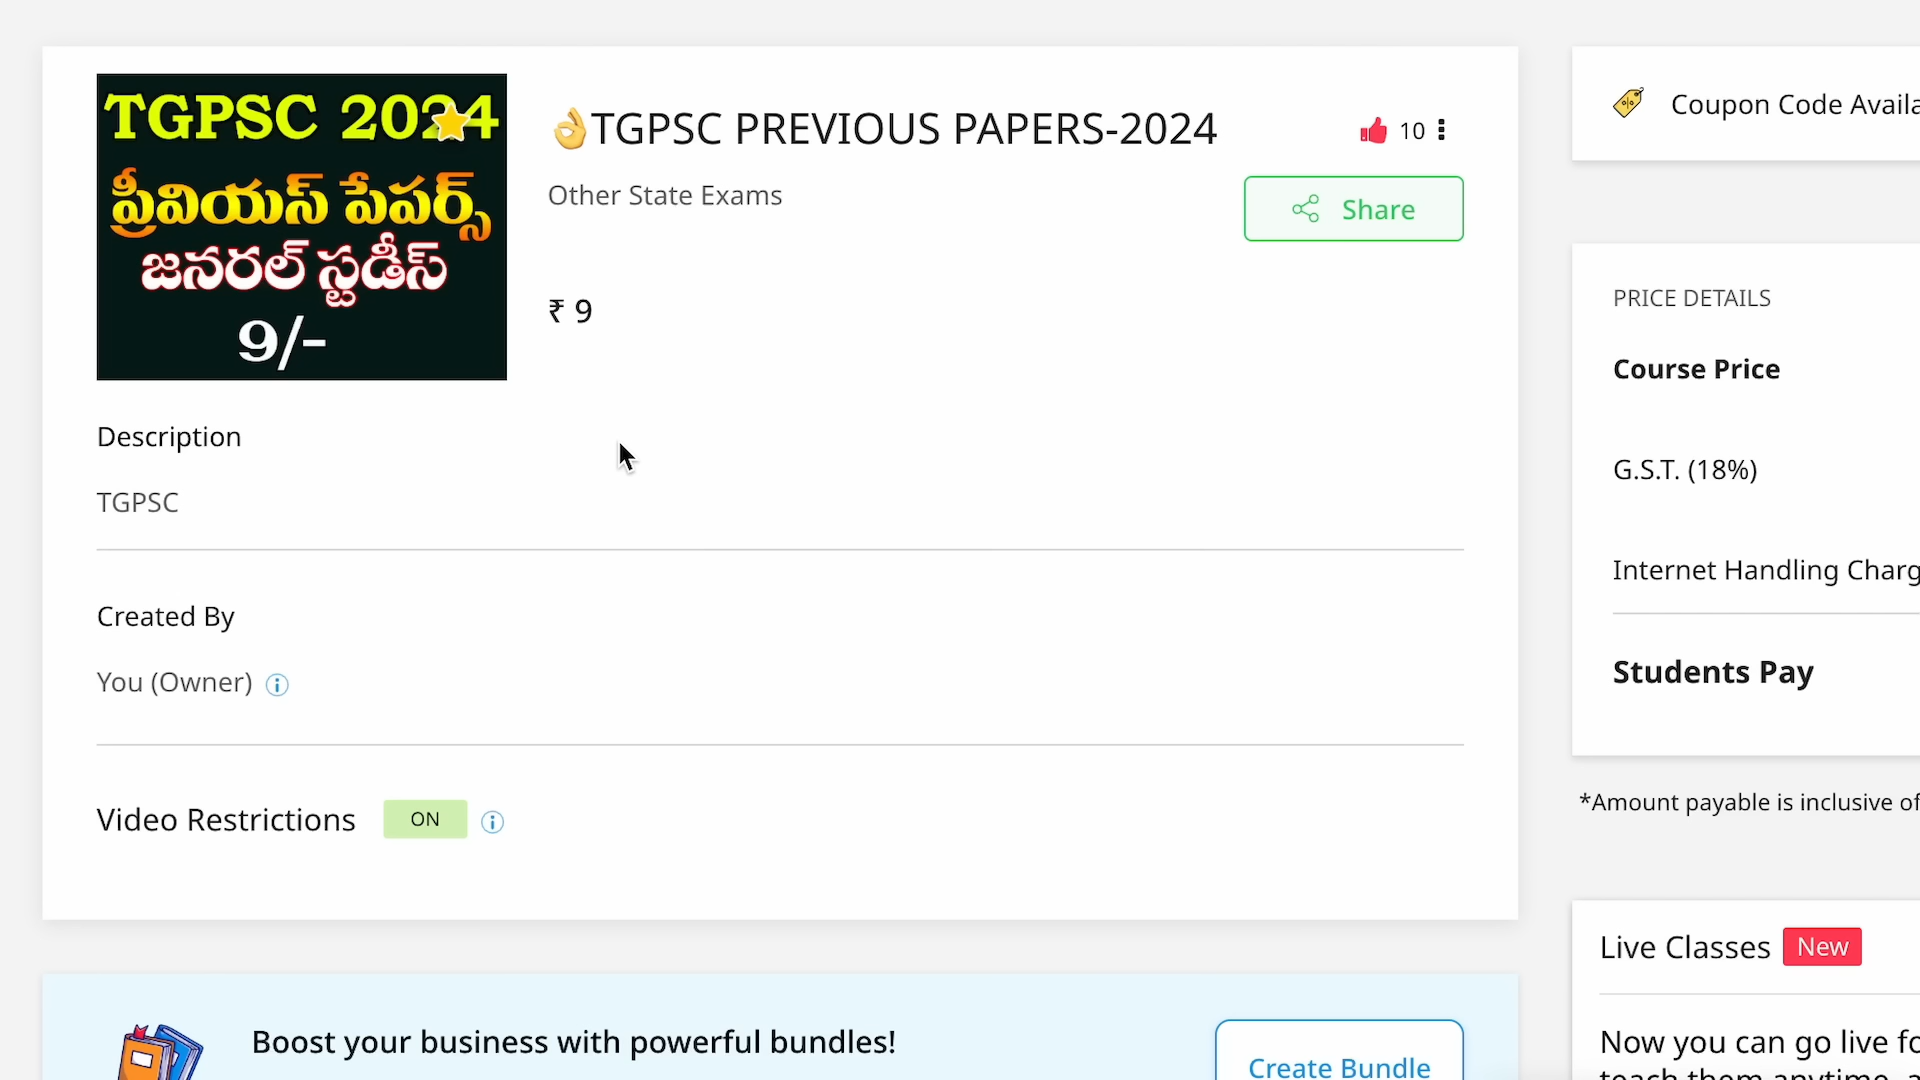 TGPSC 2024
ప్రీవియస్ పేపర్స్
జనరల్ స్టడీస్
9/-
👌TGPSC PREVIOUS PAPERS-2024
10
Other State Exams
Share
₹ 9
Description
TGPSC
Created By
You (Owner)
Video Restrictions ON
Boost your business with powerful bundles!
Create Bundle
Coupon Code Availa
PRICE DETAILS
Course Price
G.S.T. (18%)
Internet Handling Charg
Students Pay
*Amount payable is inclusive of
Live Classes New
Now you can go live fo
teach them anytime, a